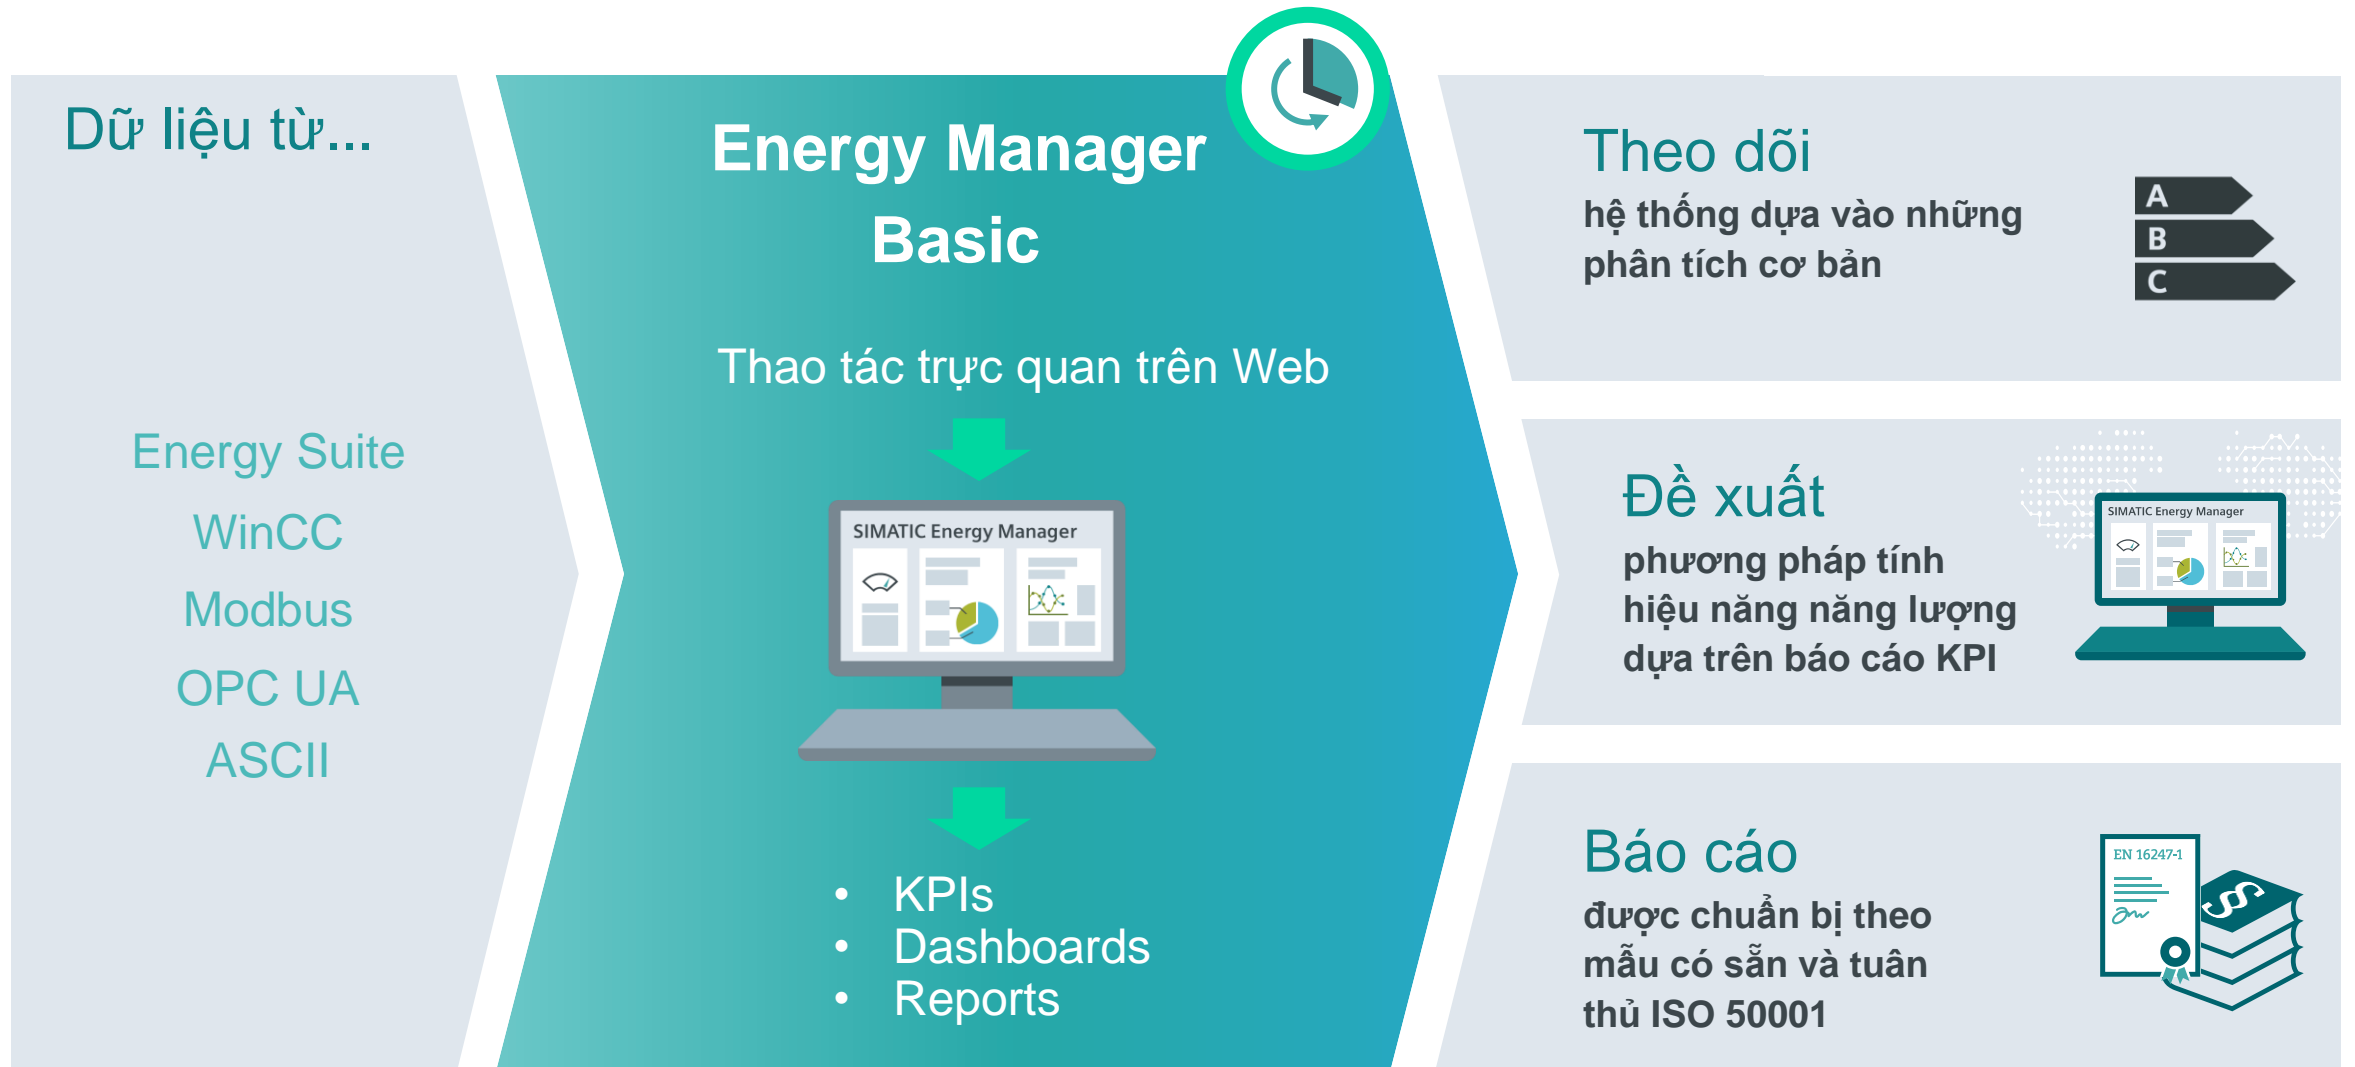 Dữ liệu từ...
Energy Suite
WinCC
Modbus
OPC UA
ASCII
Energy Manager
Basic
Thao tác trực quan trên Web
SIMATIC Energy Manager
• KPIs
• Dashboards
• Reports
Theo dõi
hệ thống dựa vào những
phân tích cơ bản
A
B
C
Đề xuất
phương pháp tính
hiệu năng năng lượng
dựa trên báo cáo KPI
SIMATIC Energy Manager
Báo cáo
được chuẩn bị theo
mẫu có sẵn và tuân
thủ ISO 50001
EN 16247-1
§